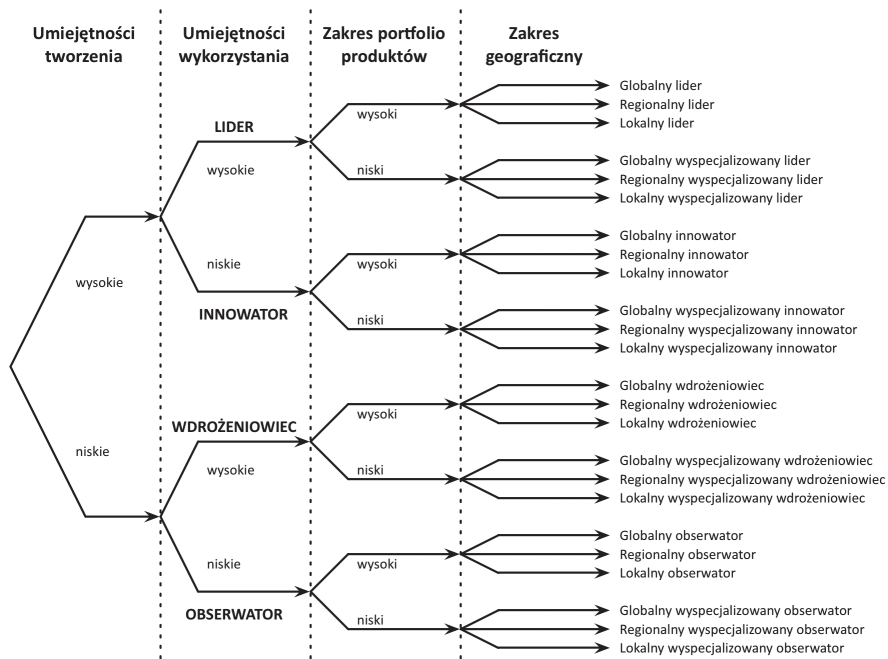 Umiejętności
tworzenia
Umiejętności
wykorzystania
Zakres portfolio
produktów
Zakres
geograficzny
wysokie
niskie
LIDER
wysokie
niskie
INNOWATOR
WDROŻENIOWIEC
wysokie
niskie
OBSERWATOR
wysoki
niski
wysoki
niski
wysoki
niski
wysoki
niski
Globalny lider
Regionalny lider
Lokalny lider
Globalny wyspecjalizowany lider
Regionalny wyspecjalizowany lider
Lokalny wyspecjalizowany lider
Globalny innowator
Regionalny innowator
Lokalny innowator
Globalny wyspecjalizowany innowator
Regionalny wyspecjalizowany innowator
Lokalny wyspecjalizowany innowator
Globalny wdrożeniowiec
Regionalny wdrożeniowiec
Lokalny wdrożeniowiec
Globalny wyspecjalizowany wdrożeniowiec
Regionalny wyspecjalizowany wdrożeniowiec
Lokalny wyspecjalizowany wdrożeniowiec
Globalny obserwator
Regionalny obserwator
Lokalny obserwator
Globalny wyspecjalizowany obserwator
Regionalny wyspecjalizowany obserwator
Lokalny wyspecjalizowany obserwator